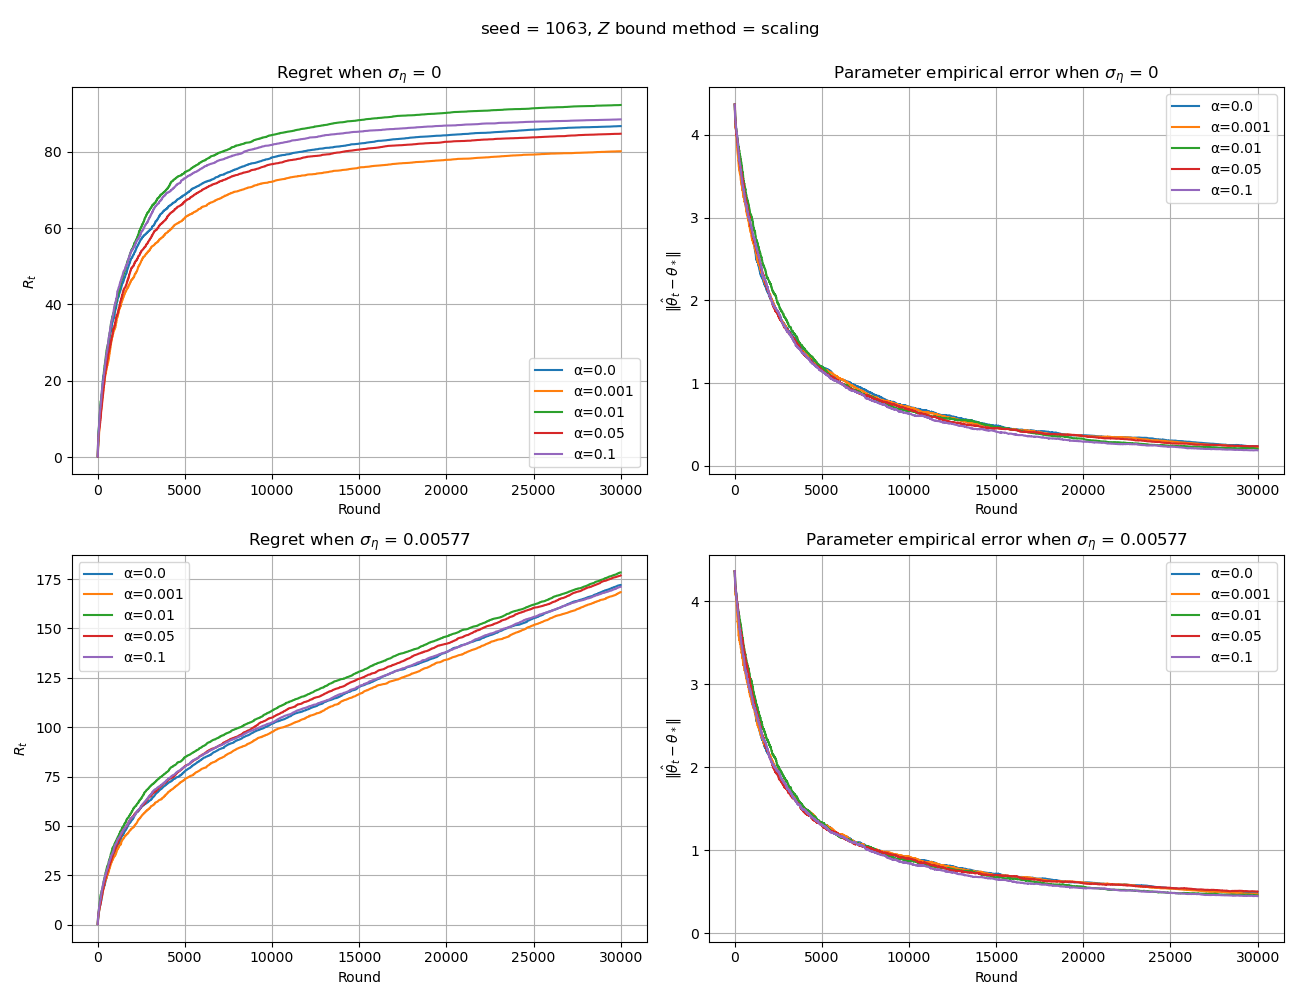 seed = 1063, Z bound method = scaling
Regret when σ_η = 0
R_t
80
60
40
20
0
0 5000 10000 15000 20000 25000 30000
Round
α=0.0
α=0.001
α=0.01
α=0.05
α=0.1
Parameter empirical error when σ_η = 0
‖θ̂_t − θ_*‖
4
3
2
1
0
0 5000 10000 15000 20000 25000 30000
Round
α=0.0
α=0.001
α=0.01
α=0.05
α=0.1
Regret when σ_η = 0.00577
R_t
175
150
125
100
75
50
25
0
0 5000 10000 15000 20000 25000 30000
Round
α=0.0
α=0.001
α=0.01
α=0.05
α=0.1
Parameter empirical error when σ_η = 0.00577
‖θ̂_t − θ_*‖
4
3
2
1
0
0 5000 10000 15000 20000 25000 30000
Round
α=0.0
α=0.001
α=0.01
α=0.05
α=0.1